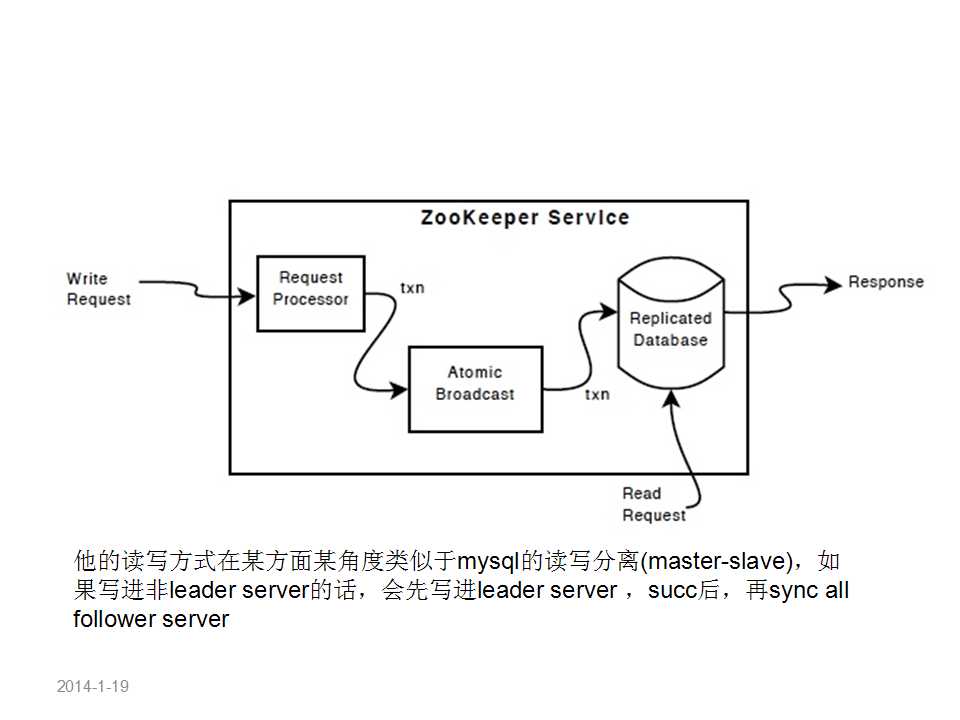 ZooKeeper Service
Write
Request
Request
Processor
txn
Atomic
Broadcast
txn
Replicated
Database
Response
Read
Request
他的读写方式在某方面某角度类似于mysql的读写分离(master-slave)，如
果写进非leader server的话，会先写进leader server ，succ后，再sync all
follower server
2014-1-19